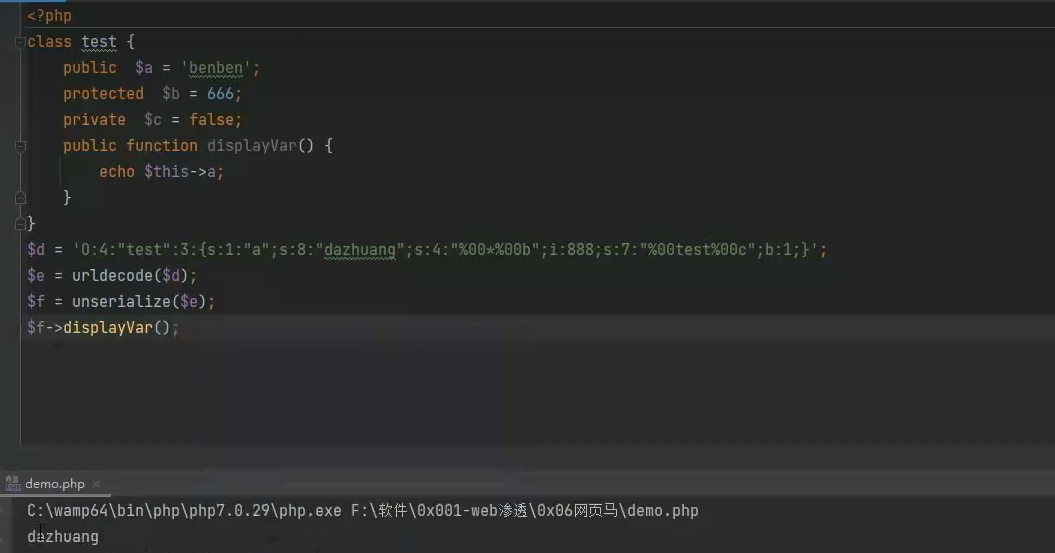 <?php
class test {
    public  $a = 'benben';
    protected  $b = 666;
    private  $c = false;
    public function displayVar() {
        echo $this->a;
    }
}
$d = 'O:4:"test":3:{s:1:"a";s:8:"dazhuang";s:4:"%00*%00b";i:888;s:7:"%00test%00c";b:1;}';
$e = urldecode($d);
$f = unserialize($e);
$f->displayVar();
demo.php ×
C:\wamp64\bin\php\php7.0.29\php.exe F:\软件\0x001-web渗透\0x06网页马\demo.php
dazhuang